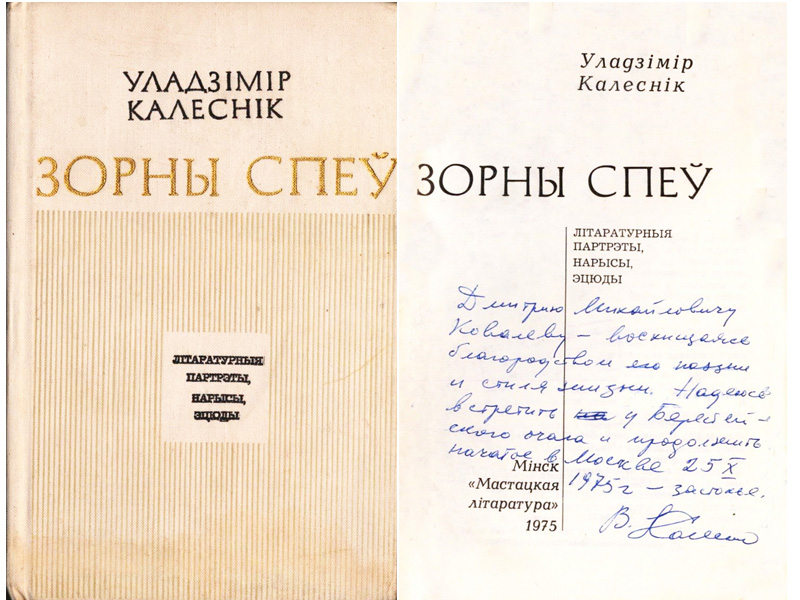 УЛАДЗІМІР
КАЛЕСНІК
ЗОРНЫ СПЕЎ
ЛІТАРАТУРНЫЯ
ПАРТРЭТЫ,
НАРЫСЫ,
ЭЦЮДЫ
Уладзімір
Калеснік
ЗОРНЫ СПЕЎ
ЛІТАРАТУРНЫЯ
ПАРТРЭТЫ,
НАРЫСЫ,
ЭЦЮДЫ
Дмитрию Михайловичу
Ковалеву – восхищаясь
благородством его поэзии
и стиля жизни. Надеюсь
встретить у Берестей-
ского очага и продолжить
начатое в Москве 25 X
1975 г – застолье.
В.
Мінск
«Мастацкая
літаратура»
1975